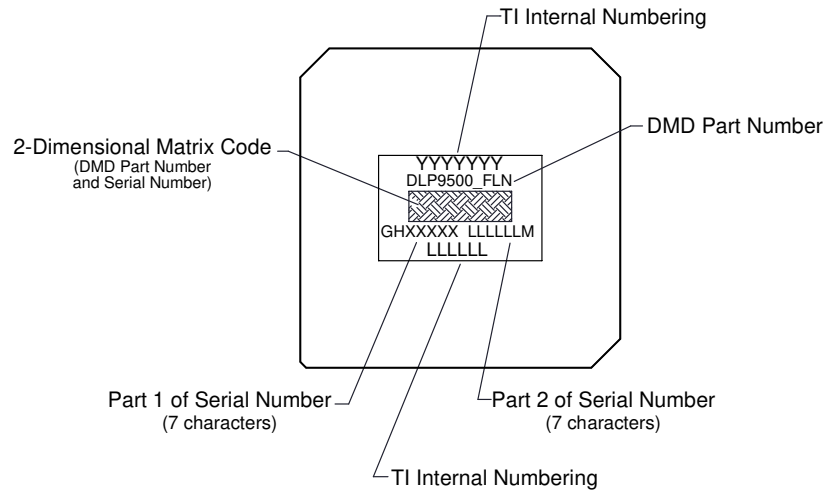 TI Internal Numbering
DMD Part Number
2-Dimensional Matrix Code
(DMD Part Number
and Serial Number)
YYYYYYY
DLP9500_FLN
GHXXXXX LLLLLLM
LLLLLL
Part 1 of Serial Number
(7 characters)
Part 2 of Serial Number
(7 characters)
TI Internal Numbering